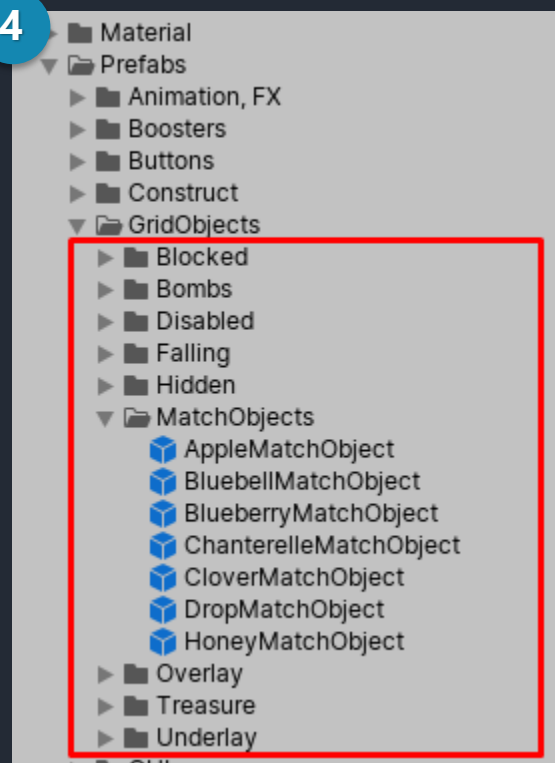 4
Material
Prefabs
Animation, FX
Boosters
Buttons
Construct
GridObjects
Blocked
Bombs
Disabled
Falling
Hidden
MatchObjects
AppleMatchObject
BluebellMatchObject
BlueberryMatchObject
ChanterelleMatchObject
CloverMatchObject
DropMatchObject
HoneyMatchObject
Overlay
Treasure
Underlay